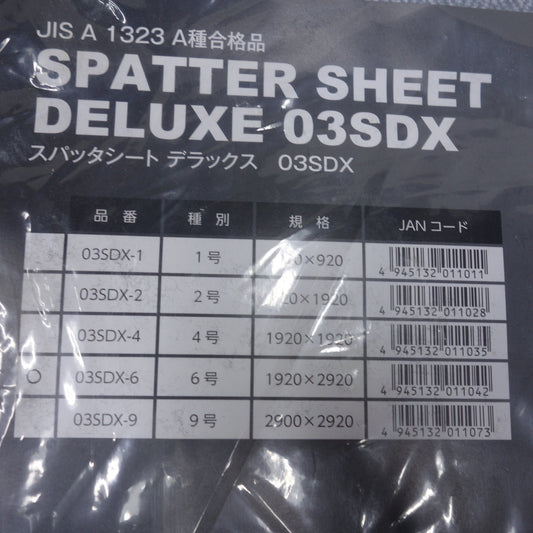 JIS A 1323 A種合格品
SPATTER SHEET
DELUXE 03SDX
スパッタシート デラックス 03SDX
品番 種別 規格 JANコード
03SDX-1 1号 0×920 4 945132 011011
03SDX-2 2号 20×1920 4 945132 011028
03SDX-4 4号 1920×1920 4 945132 011035
○ 03SDX-6 6号 1920×2920 4 945132 011042
03SDX-9 9号 2900×2920 4 945132 011073